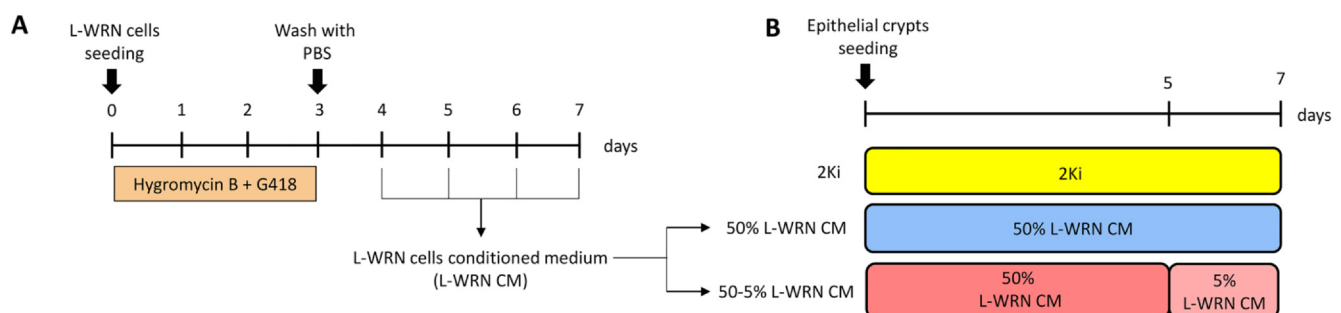 A
L-WRN cells
seeding
Wash with
PBS
0 1 2 3 4 5 6 7
days
Hygromycin B + G418
L-WRN cells conditioned medium
(L-WRN CM)
B
Epithelial crypts
seeding
5 7
days
2Ki
2Ki
50% L-WRN CM
50% L-WRN CM
50-5% L-WRN CM
50%
L-WRN CM
5%
L-WRN CM